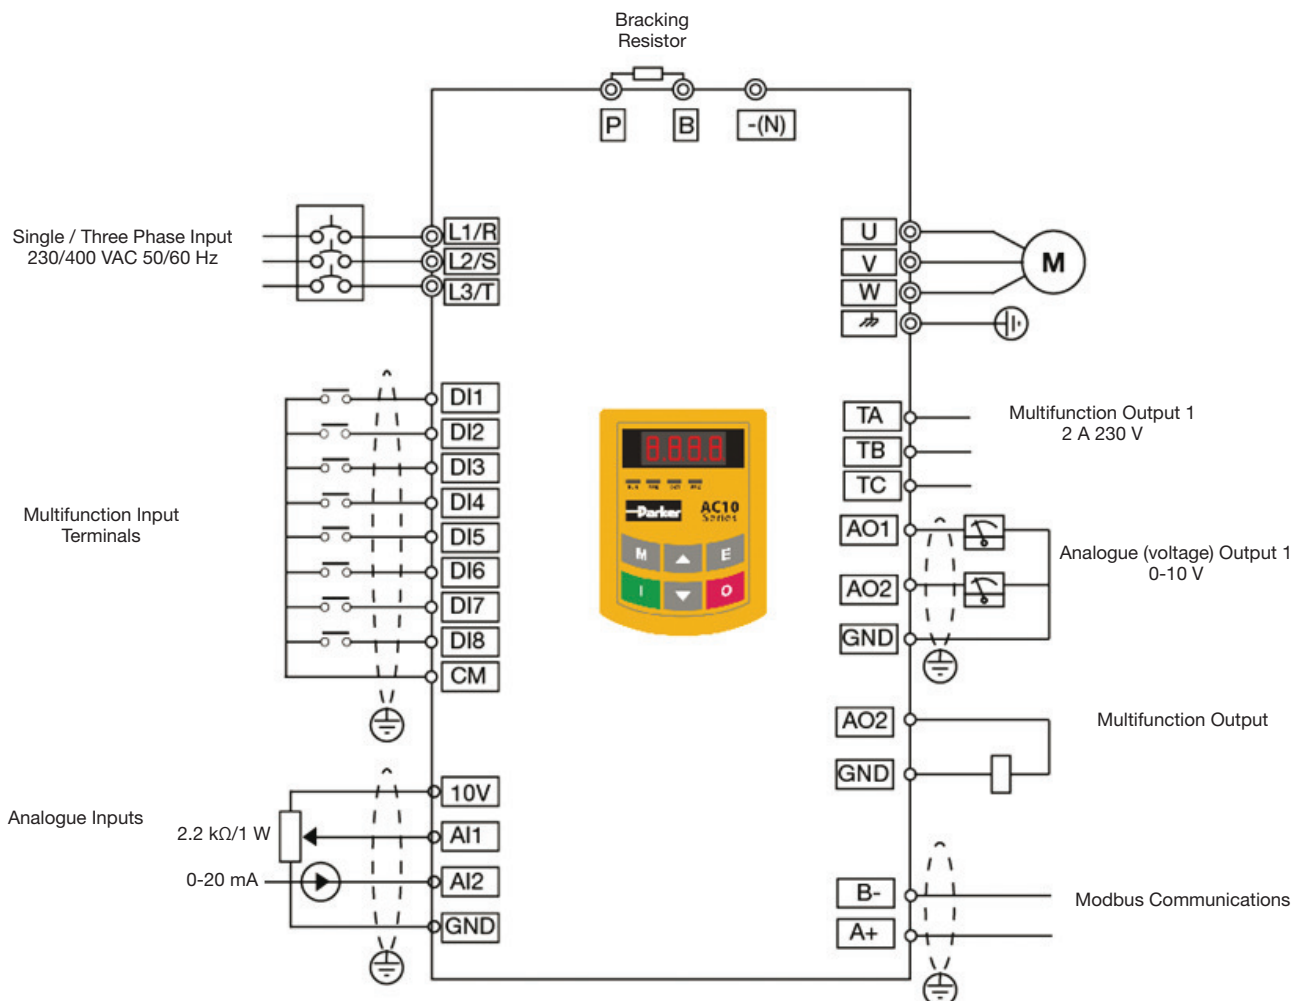 Bracking
Resistor
P
B
-(N)
Single / Three Phase Input
230/400 VAC 50/60 Hz
L1/R
L2/S
L3/T
U
V
W
M
Multifunction Input
Terminals
DI1
DI2
DI3
DI4
DI5
DI6
DI7
DI8
CM
8.8.8.8
Parker
AC10
Series
M
E
I
O
TA
TB
TC
Multifunction Output 1
2 A 230 V
AO1
AO2
GND
Analogue (voltage) Output 1
0-10 V
AO2
GND
Multifunction Output
Analogue Inputs
2.2 kΩ/1 W
0-20 mA
10V
AI1
AI2
GND
B-
A+
Modbus Communications